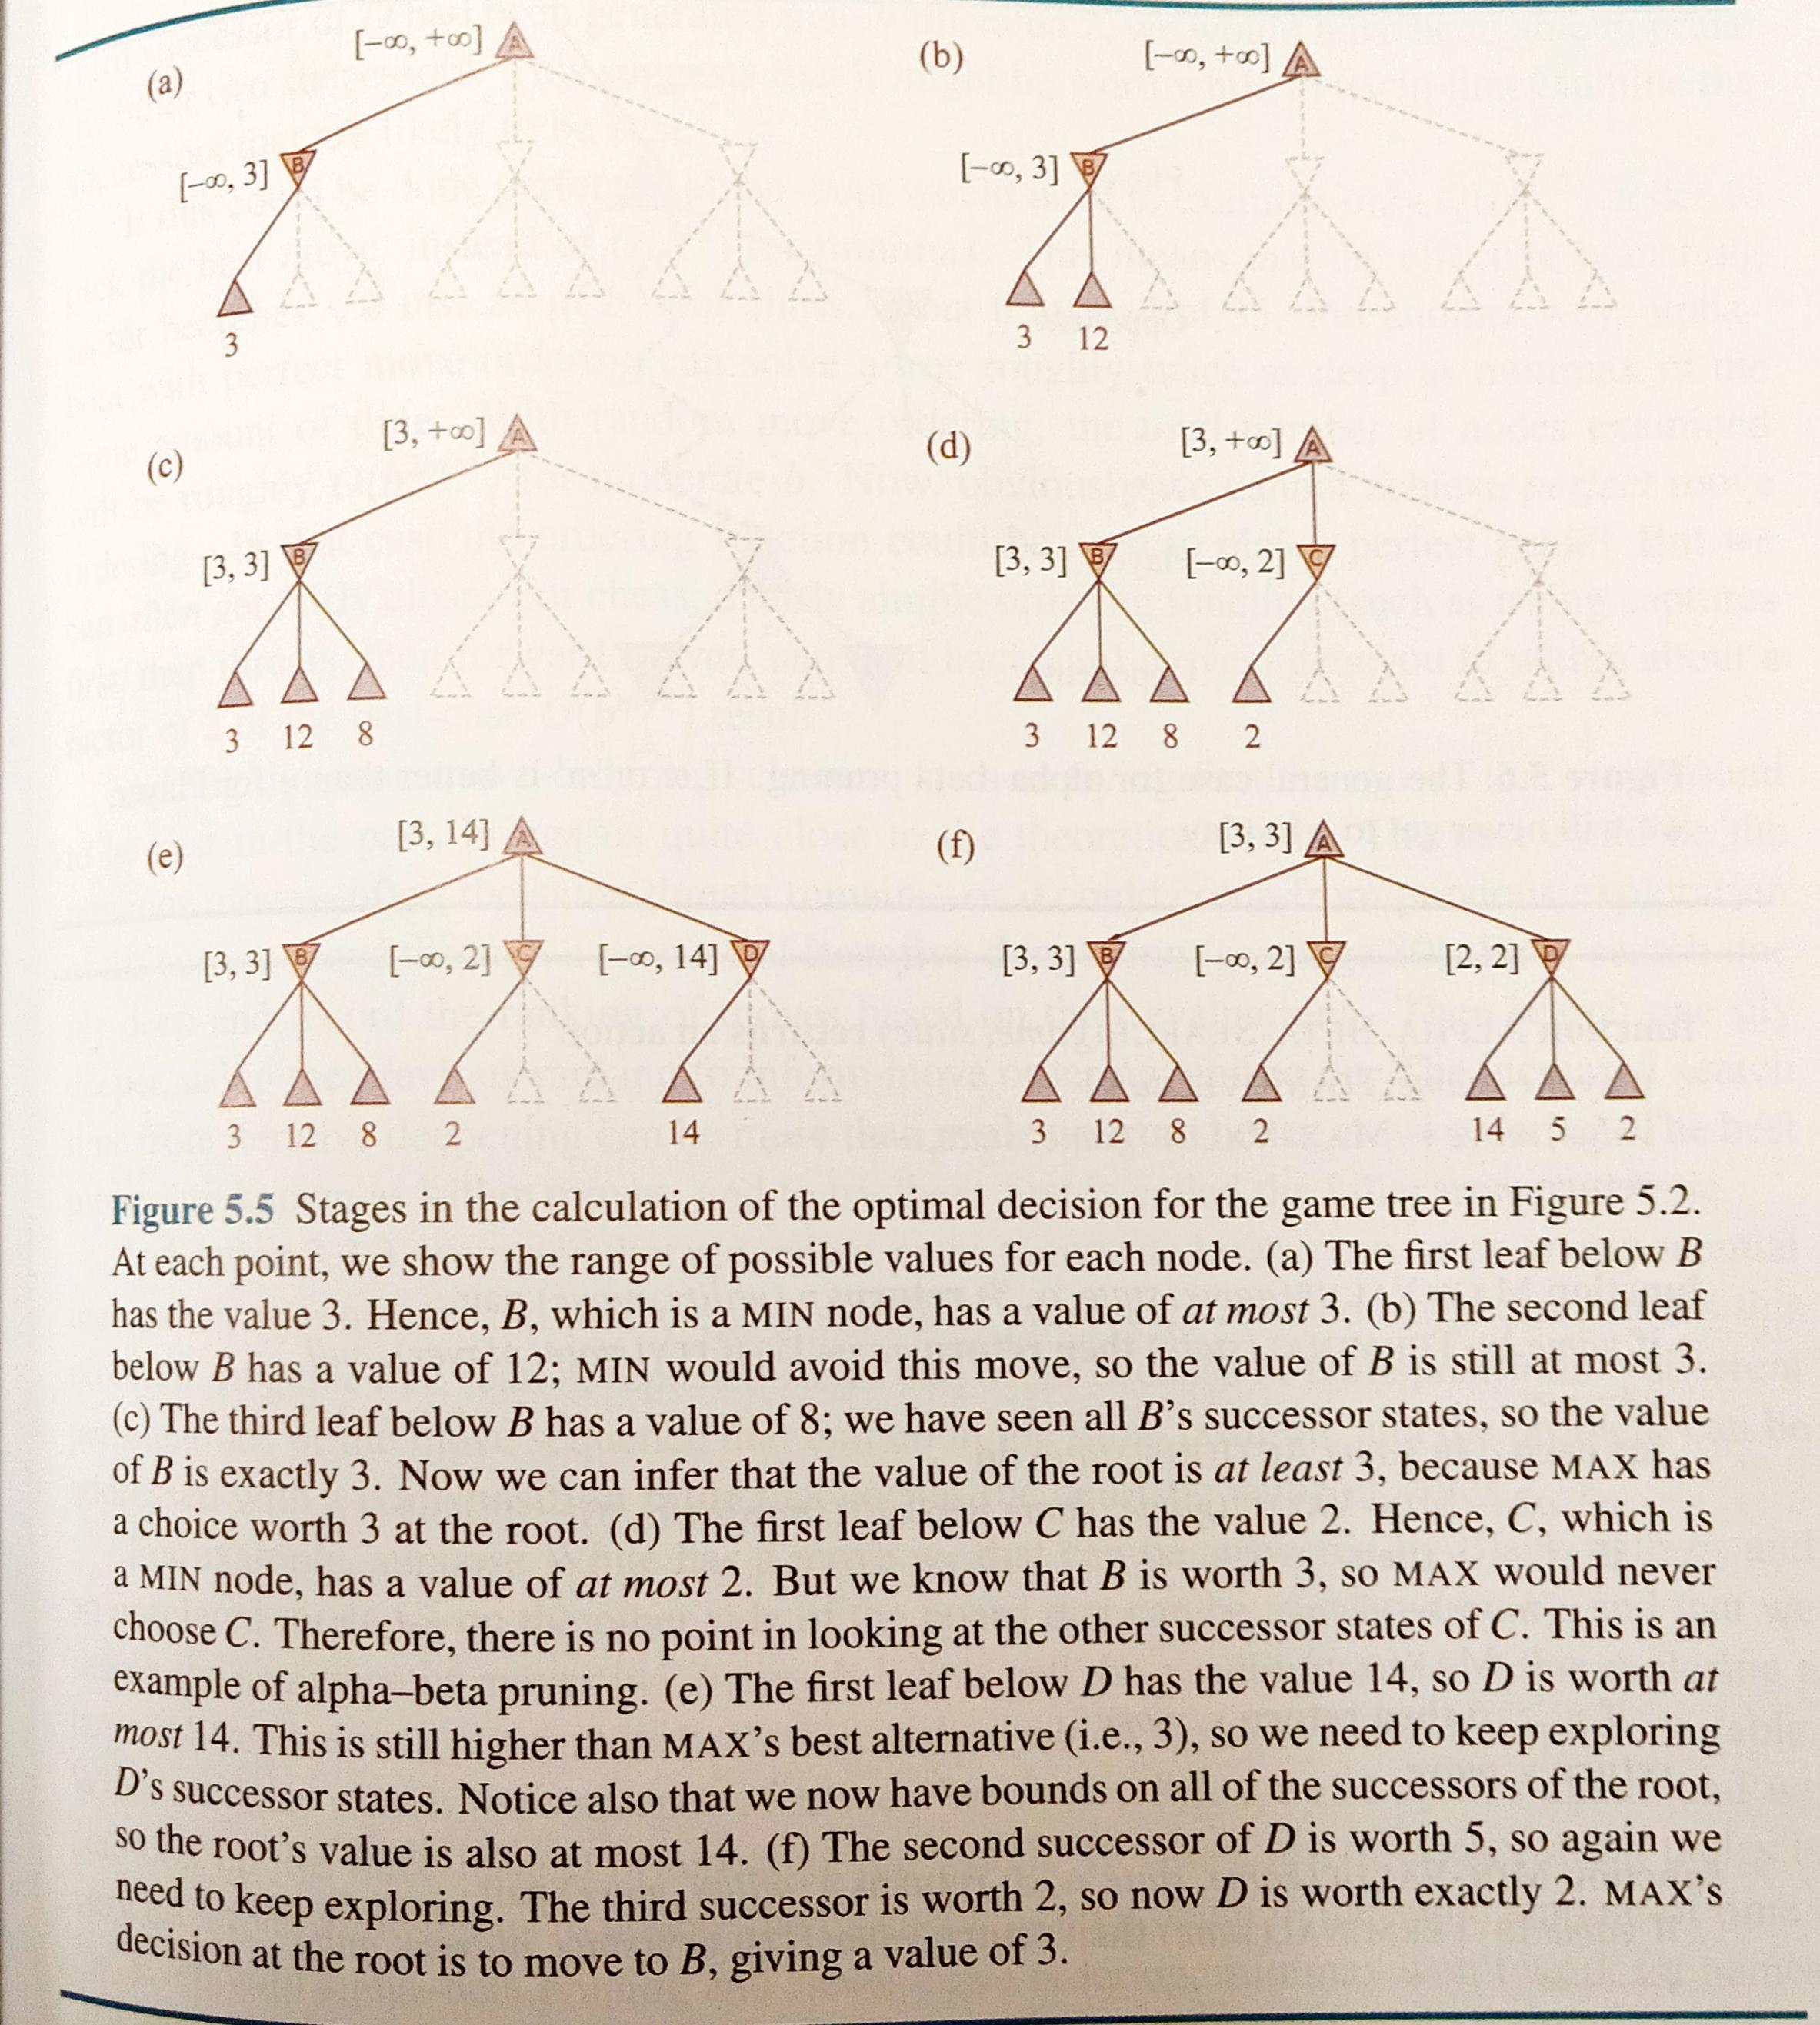 (a)
[−∞, +∞] A
[−∞, 3] B
3
(b)
[−∞, +∞] A
[−∞, 3] B
3 12
(c)
[3, +∞] A
[3, 3] B
3 12 8
(d)
[3, +∞] A
[3, 3] B [−∞, 2] C
3 12 8 2
(e)
[3, 14] A
[3, 3] B [−∞, 2] C [−∞, 14] D
3 12 8 2 14
(f)
[3, 3] A
[3, 3] B [−∞, 2] C [2, 2] D
3 12 8 2 14 5 2
Figure 5.5 Stages in the calculation of the optimal decision for the game tree in Figure 5.2.
At each point, we show the range of possible values for each node. (a) The first leaf below B
has the value 3. Hence, B, which is a MIN node, has a value of at most 3. (b) The second leaf
below B has a value of 12; MIN would avoid this move, so the value of B is still at most 3.
(c) The third leaf below B has a value of 8; we have seen all B’s successor states, so the value
of B is exactly 3. Now we can infer that the value of the root is at least 3, because MAX has
a choice worth 3 at the root. (d) The first leaf below C has the value 2. Hence, C, which is
a MIN node, has a value of at most 2. But we know that B is worth 3, so MAX would never
choose C. Therefore, there is no point in looking at the other successor states of C. This is an
example of alpha–beta pruning. (e) The first leaf below D has the value 14, so D is worth at
most 14. This is still higher than MAX’s best alternative (i.e., 3), so we need to keep exploring
D’s successor states. Notice also that we now have bounds on all of the successors of the root,
so the root’s value is also at most 14. (f) The second successor of D is worth 5, so again we
need to keep exploring. The third successor is worth 2, so now D is worth exactly 2. MAX’s
decision at the root is to move to B, giving a value of 3.